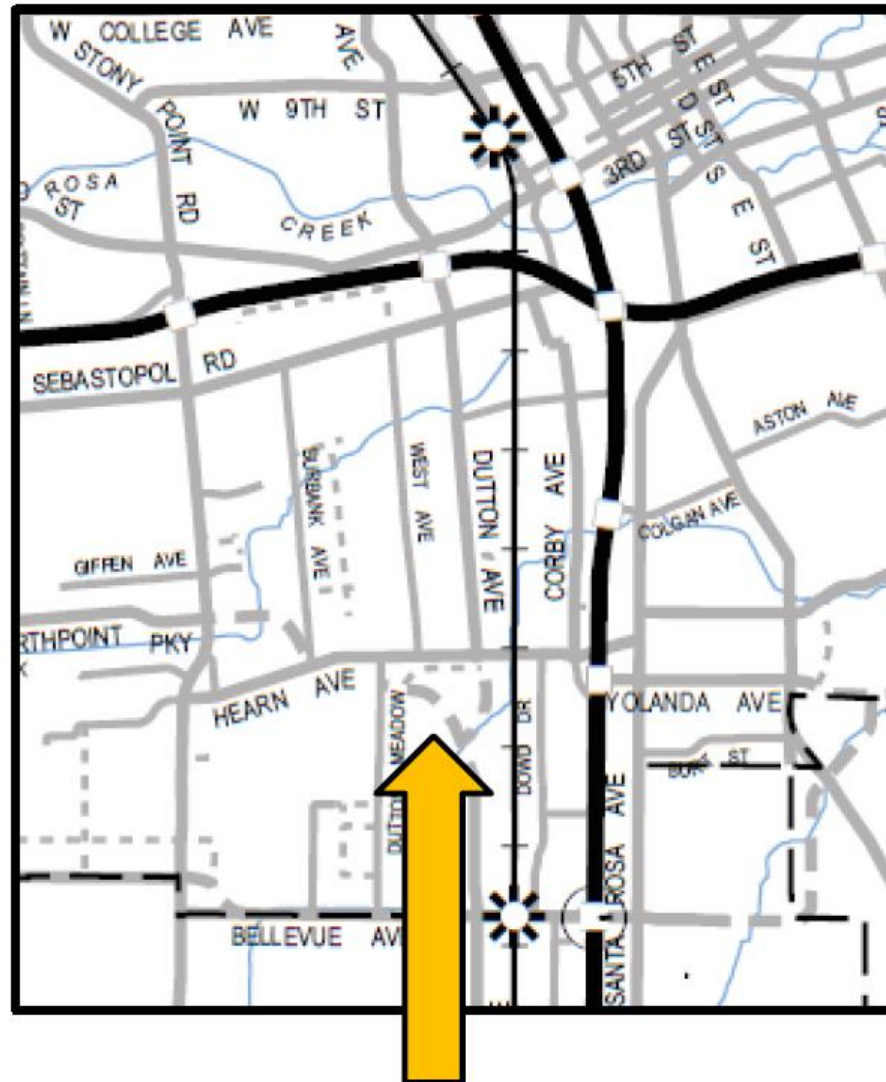 W COLLEGE AVE
AVE
W STONY POINT RD
W 9TH ST
5TH ST
E ST
D ST
3RD ST
S E ST
ROSA CREEK
ST
SEBASTOPOL RD
BURBANK AVE
WEST AVE
DUTTON AVE
CORBY AVE
ASTON AVE
COLGAN AVE
GIFFEN AVE
RTHPOINT PKY
HEARN AVE
DUTTON MEADOW
DOWD DR
YOLANDA AVE
ST
SANTA ROSA AVE
BELLEVUE AV